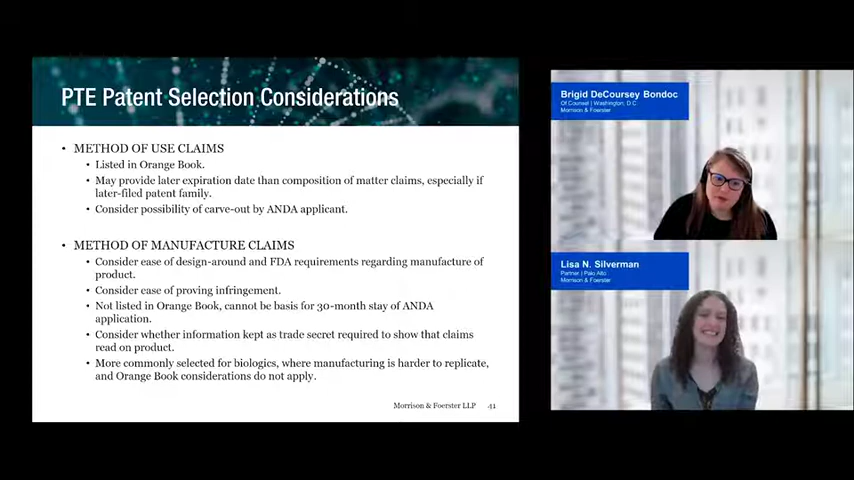 PTE Patent Selection Considerations
• METHOD OF USE CLAIMS
• Listed in Orange Book.
• May provide later expiration date than composition of matter claims, especially if
later-filed patent family.
• Consider possibility of carve-out by ANDA applicant.
• METHOD OF MANUFACTURE CLAIMS
• Consider ease of design-around and FDA requirements regarding manufacture of
product.
• Consider ease of proving infringement.
• Not listed in Orange Book, cannot be basis for 30-month stay of ANDA
application.
• Consider whether information kept as trade secret required to show that claims
read on product.
• More commonly selected for biologics, where manufacturing is harder to replicate,
and Orange Book considerations do not apply.
Morrison & Foerster LLP 41
Brigid DeCoursey Bondoc
Of Counsel | Washington, D.C
Morrison & Foerster
Lisa N. Silverman
Partner | Palo Alto
Morrison & Foerster